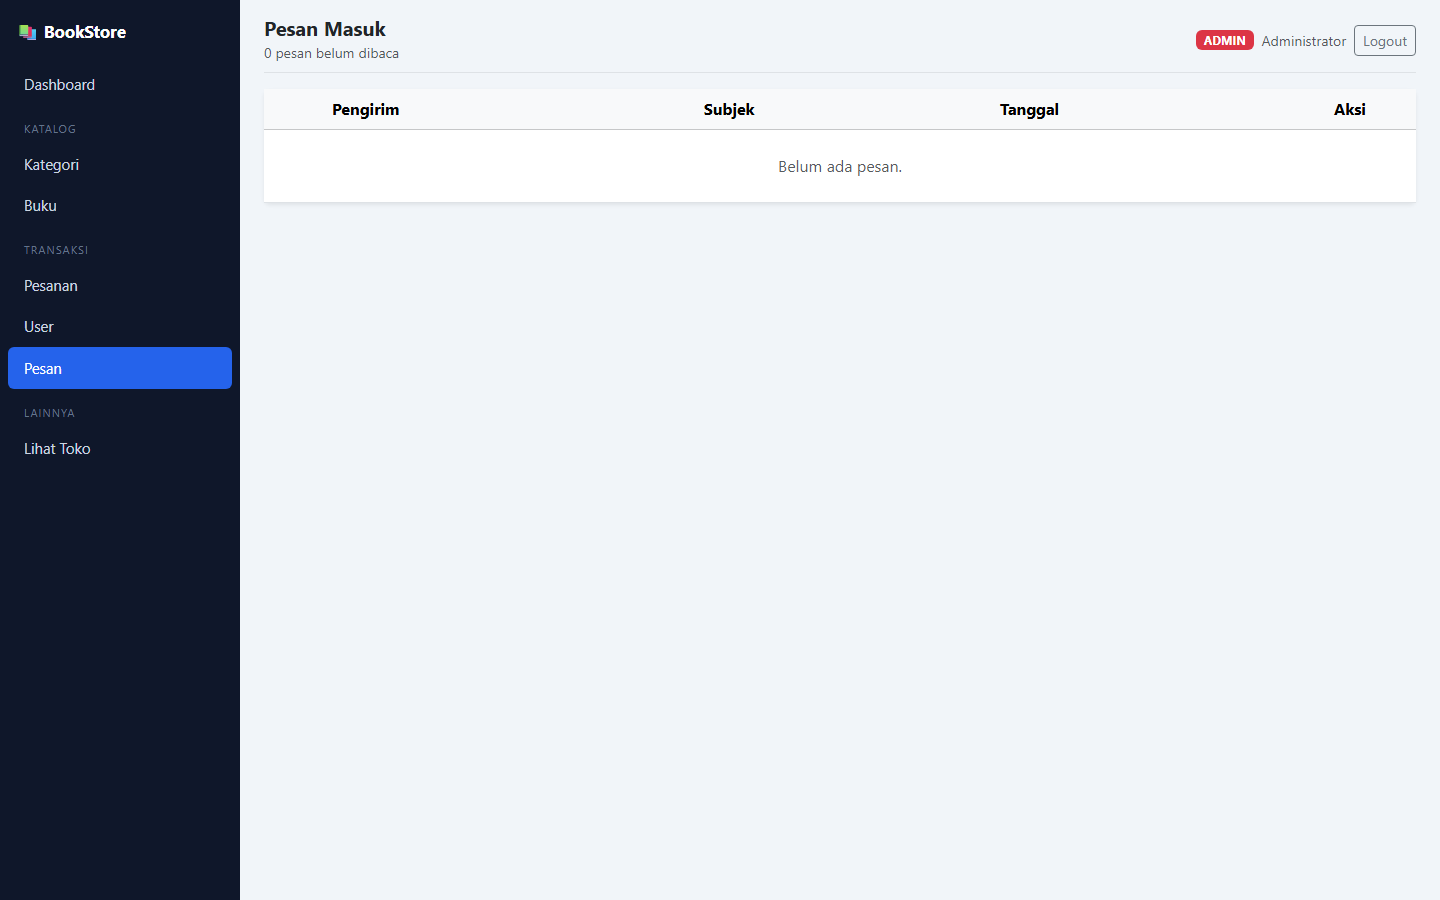 BookStore
Dashboard
KATALOG
Kategori
Buku
TRANSAKSI
Pesanan
User
Pesan
LAINNYA
Lihat Toko
Pesan Masuk
0 pesan belum dibaca
ADMIN Administrator Logout
Pengirim Subjek Tanggal Aksi
Belum ada pesan.